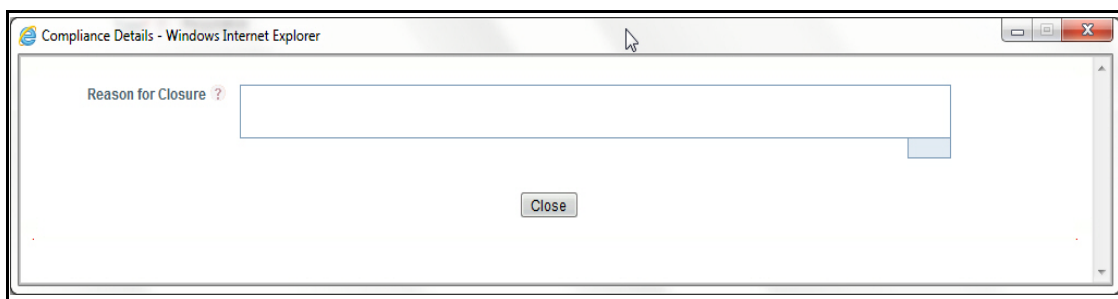 Compliance Details - Windows Internet Explorer
Reason for Closure ?
Close